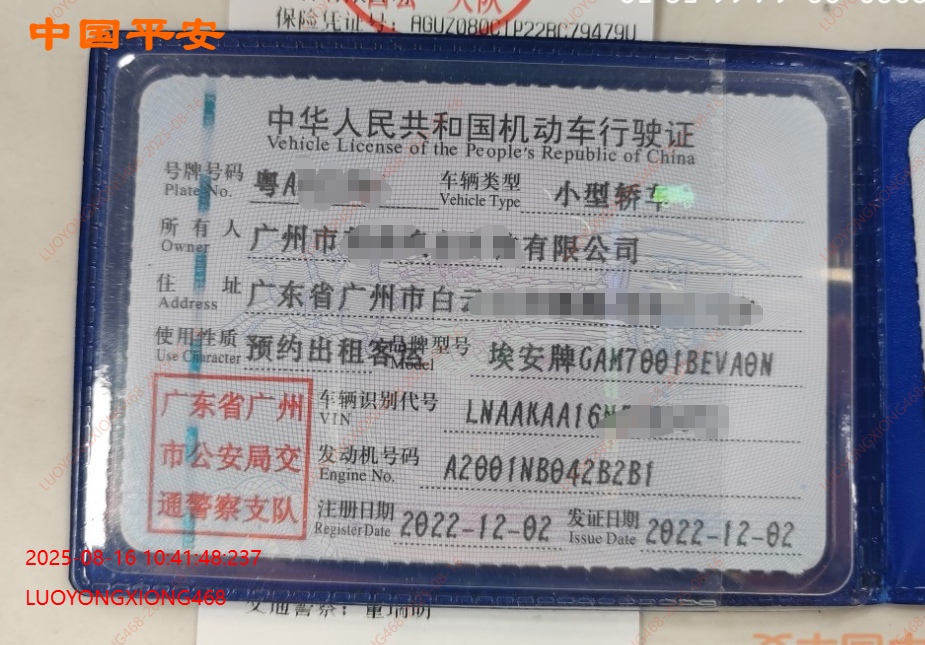 中国平安
保险凭证号: AGUZ080CTP22BC79479U
中华人民共和国机动车行驶证
Vehicle License of the People's Republic of China
号牌号码 粤A 车辆类型 小型轿车
Plate No. Vehicle Type
所有人 广州市 有限公司
Owner
住址 广东省广州市白云
Address
使用性质 预约出租客运 品牌型号 埃安牌GAM7001BEVA0N
Use Character Model
广东省广州 车辆识别代号 LNAAKAA16N
VIN
市公安局交 发动机号码 A2001NB042B2B1
Engine No.
通警察支队 注册日期 2022-12-02 发证日期 2022-12-02
Register Date Issue Date
2025-08-16 10:41:48:237
LUOYONGXIONG468